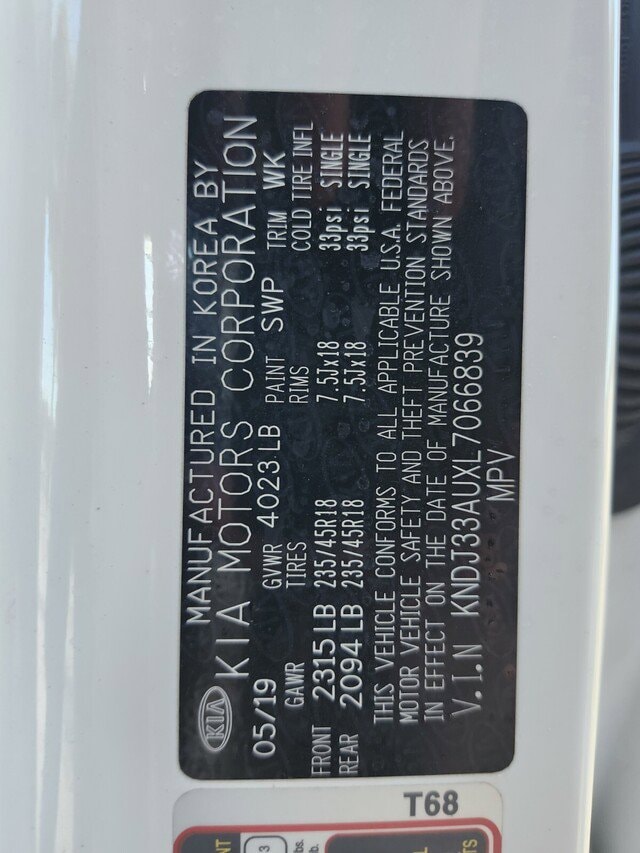 MANUFACTURED IN KOREA BY
KIA KIA MOTORS CORPORATION
05/19 GVWR 4023 LB PAINT SWP TRIM WK
GAWR TIRES RIMS COLD TIRE INFL
FRONT 2315 LB 235/45R18 7.5Jx18 33psi SINGLE
REAR 2094 LB 235/45R18 7.5Jx18 33psi SINGLE
THIS VEHICLE CONFORMS TO ALL APPLICABLE U.S.A. FEDERAL
MOTOR VEHICLE SAFETY AND THEFT PREVENTION STANDARDS
IN EFFECT ON THE DATE OF MANUFACTURE SHOWN ABOVE.
V.I.N KNDJ33AUXL7066839
MPV
T68